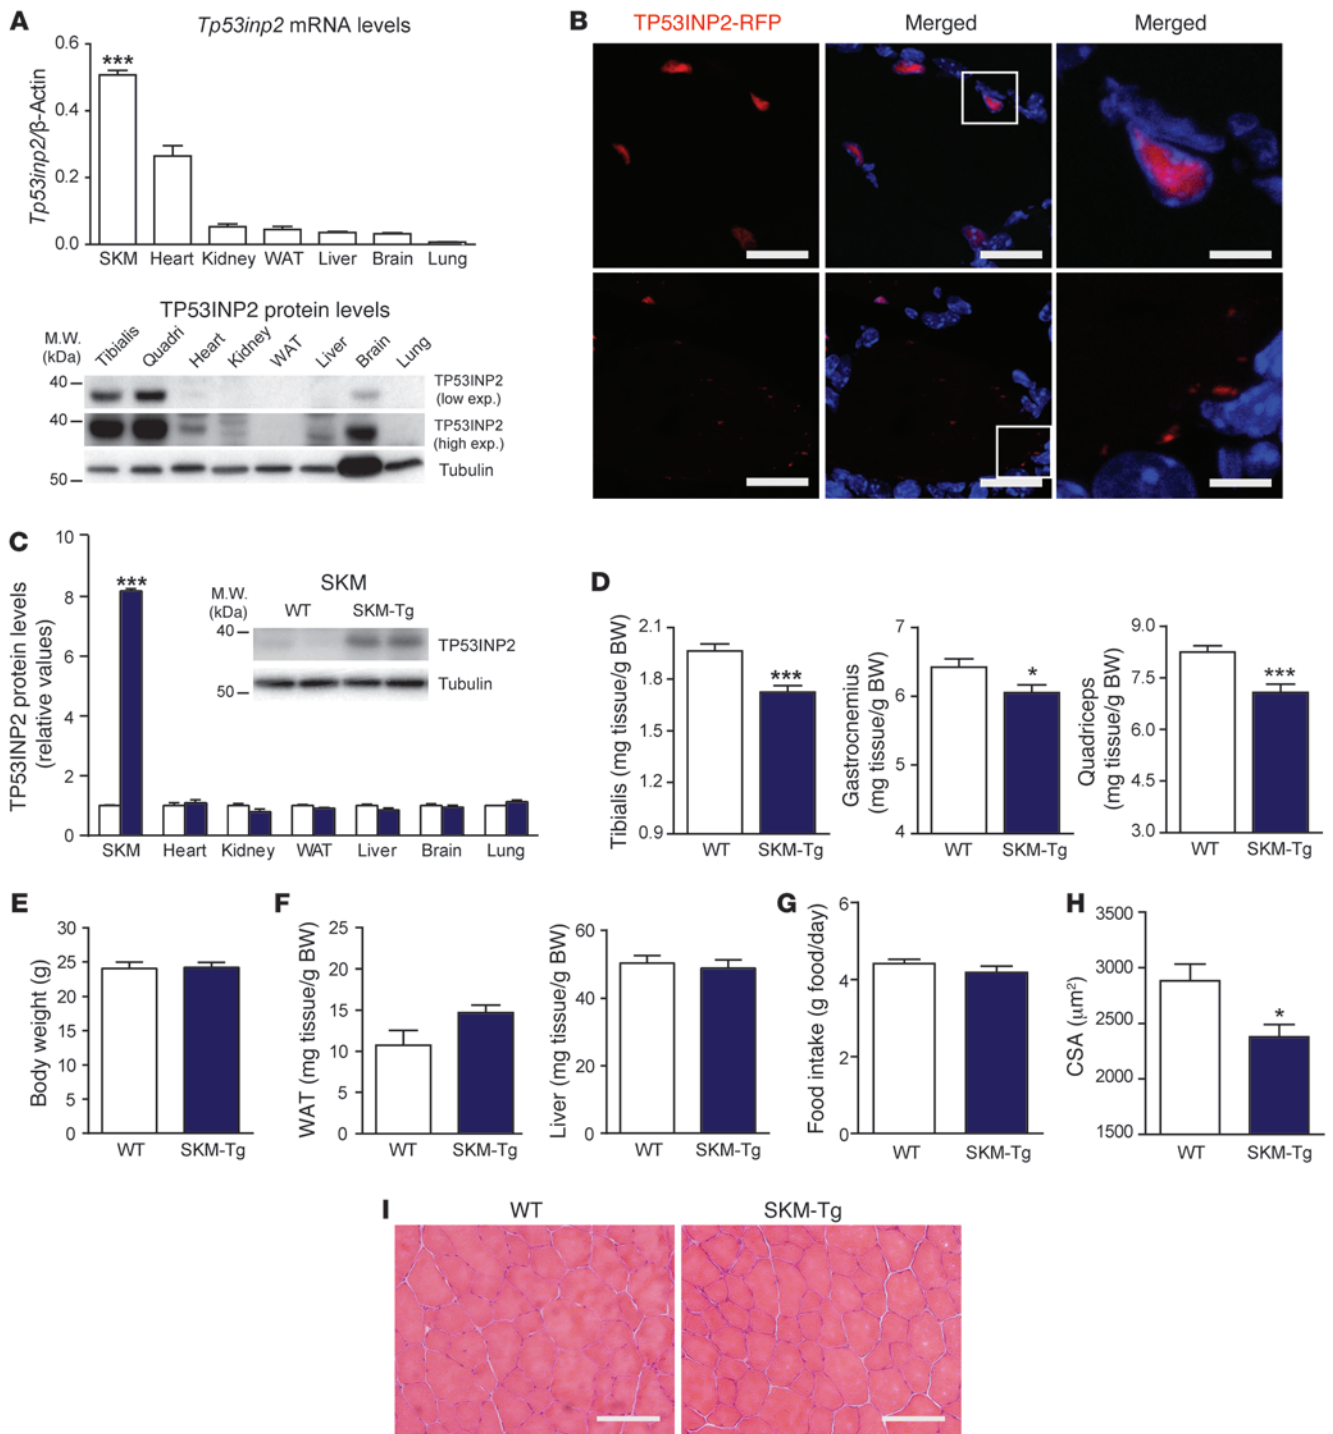 A
Tp53inp2 mRNA levels
Tp53inp2/β-Actin
0.6
0.4
0.2
0.0
***
SKM Heart Kidney WAT Liver Brain Lung
TP53INP2 protein levels
M.W.
(kDa)
Tibialis Quadri Heart Kidney WAT Liver Brain Lung
40
TP53INP2
(low exp.)
40
TP53INP2
(high exp.)
Tubulin
50
B
TP53INP2-RFP Merged Merged
C
TP53INP2 protein levels
(relative values)
10
8
6
4
2
0
***
SKM Heart Kidney WAT Liver Brain Lung
SKM
M.W.
(kDa)
WT SKM-Tg
40
TP53INP2
Tubulin
50
D
Tibialis (mg tissue/g BW)
2.1
1.8
1.5
1.2
0.9
***
WT SKM-Tg
Gastrocnemius
(mg tissue/g BW)
7
6
5
4
*
WT SKM-Tg
Quadriceps
(mg tissue/g BW)
9.0
7.5
6.0
4.5
3.0
***
WT SKM-Tg
E
Body weight (g)
30
25
20
15
10
5
0
WT SKM-Tg
F
WAT (mg tissue/g BW)
25
20
15
10
5
0
WT SKM-Tg
Liver (mg tissue/g BW)
60
40
20
0
WT SKM-Tg
G
Food intake (g food/day)
6
4
2
0
WT SKM-Tg
H
CSA (μm²)
3500
3000
2500
2000
1500
*
WT SKM-Tg
I
WT SKM-Tg